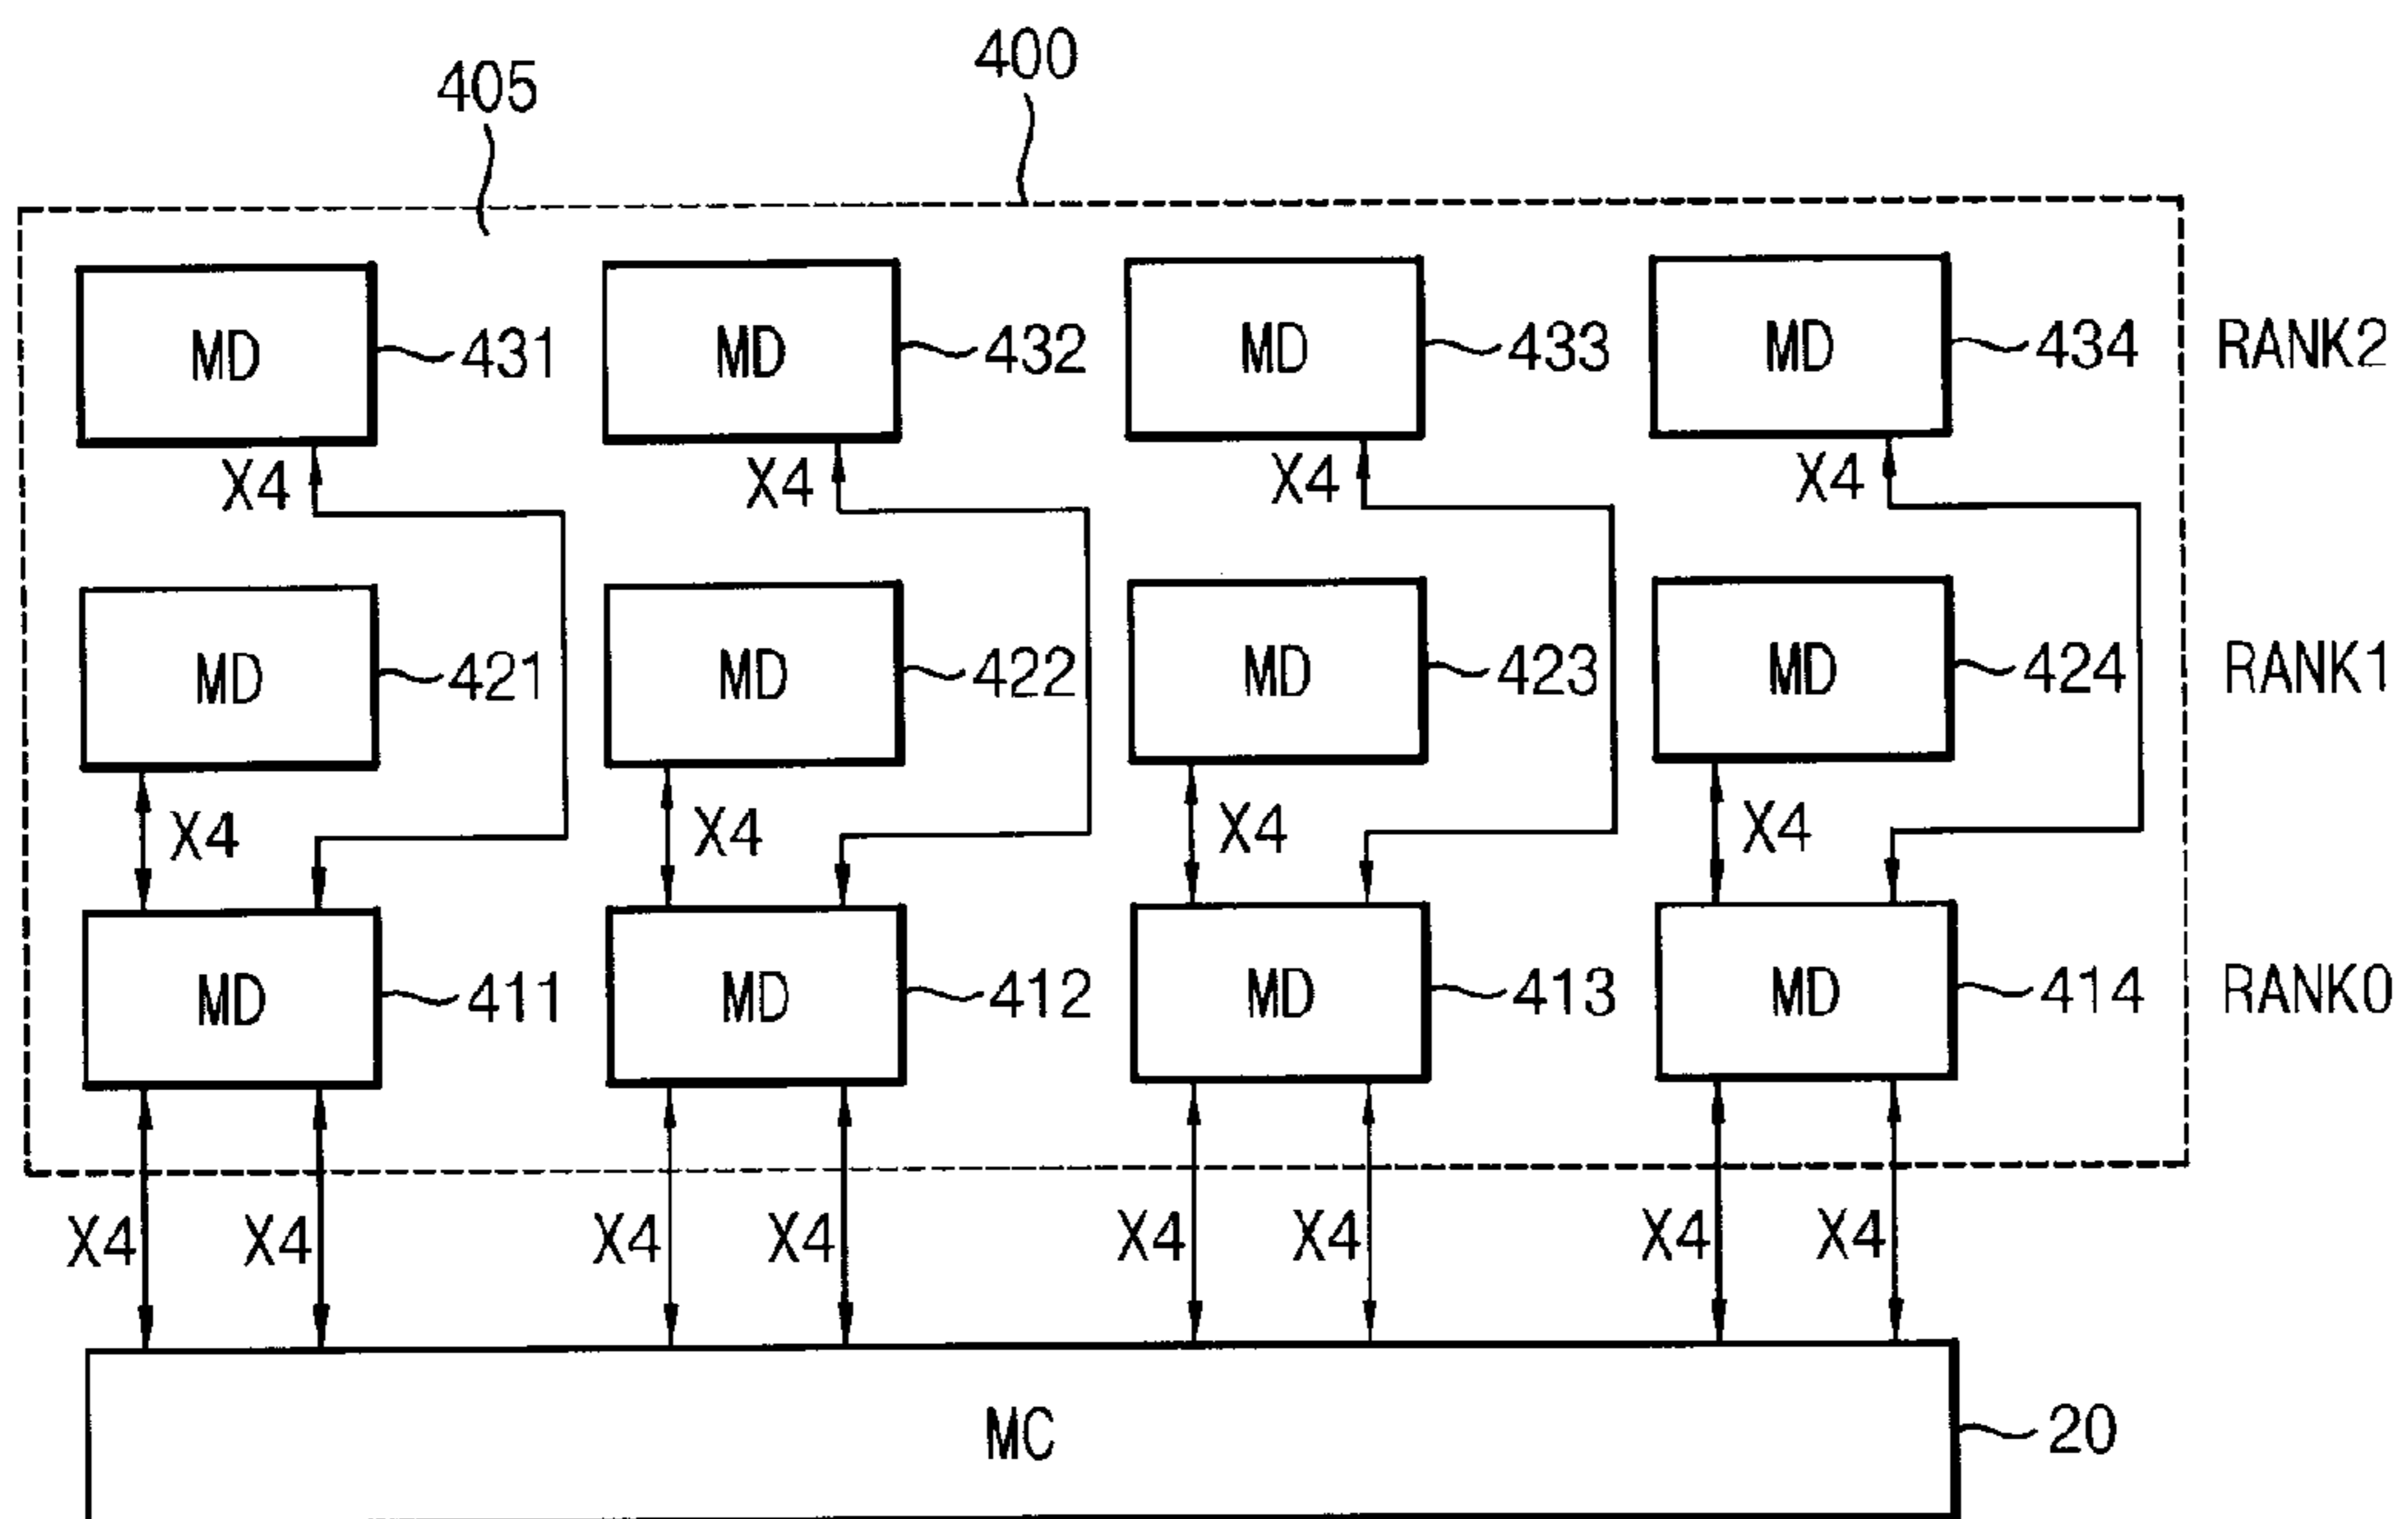 405 400
MD 431 MD 432 MD 433 MD 434 RANK2
X4 X4 X4 X4
MD 421 MD 422 MD 423 MD 424 RANK1
X4 X4 X4 X4
MD 411 MD 412 MD 413 MD 414 RANK0
X4 X4 X4 X4 X4 X4 X4 X4
MC 20